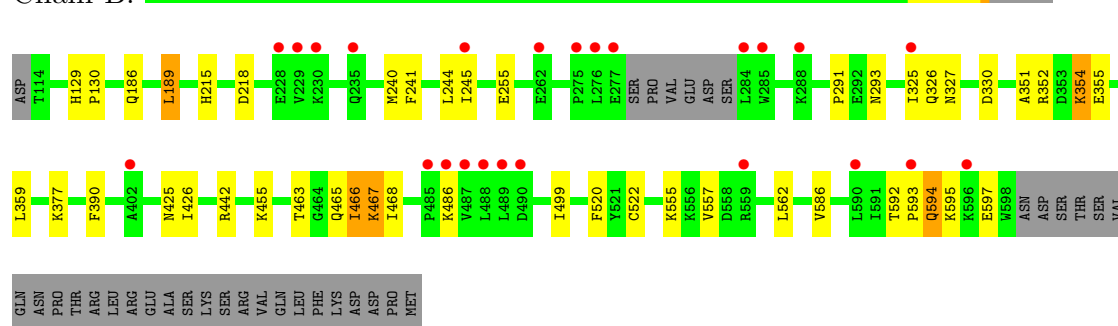 ASP T114 H129 P130 Q186 L189 H215 D218 E228 V229 K230 Q235 M240 F241 L244 I245 E255 E262 P275 L276 E277 SER PRO VAL GLU ASP SER L284 W285 K288 P291 E292 N293 I325 Q326 N327 D330 A351 R352 D353 K354 E355
L359 K377 F390 A402 N425 I426 R442 K455 T463 G464 Q465 I466 K467 I468 P485 K486 V487 L488 L489 D490 I499 F520 Y521 C522 K555 K556 V557 D558 R559 L562 V586 L590 I591 T592 P593 Q594 K595 K596 E597 W598 ASN ASP SER THR SER VAL
GLN ASN PRO THR ARG LEU ARG GLU ALA SER LYS SER ARG VAL GLN LEU PHE LYS ASP ASP PRO MET